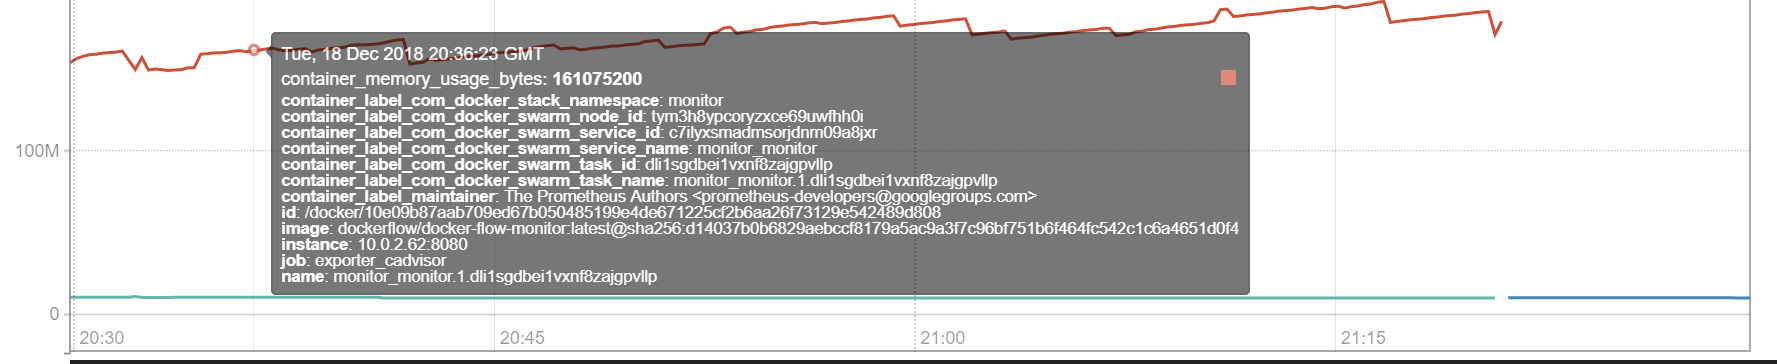 Tue, 18 Dec 2018 20:36:23 GMT
container_memory_usage_bytes: 161075200
container_label_com_docker_stack_namespace: monitor
container_label_com_docker_swarm_node_id: tym3h8ypcoryzxce69uwfhh0i
container_label_com_docker_swarm_service_id: c7ilyxsmadmsorjdnm09a8jxr
container_label_com_docker_swarm_service_name: monitor_monitor
container_label_com_docker_swarm_task_id: dli1sgdbei1vxnf8zajgpvllp
container_label_com_docker_swarm_task_name: monitor_monitor.1.dli1sgdbei1vxnf8zajgpvllp
container_label_maintainer: The Prometheus Authors <prometheus-developers@googlegroups.com>
id: /docker/10e09b87aab709ed67b050485199e4de671225cf2b6aa26f73129e542489d808
image: dockerflow/docker-flow-monitor:latest@sha256:d14037b0b6829aebccf8179a5ac9a3f7c96bf751b6f464fc542c1c6a4651d0f4
instance: 10.0.2.62:8080
job: exporter_cadvisor
name: monitor_monitor.1.dli1sgdbei1vxnf8zajgpvllp
100M
0
20:30
20:45
21:00
21:15